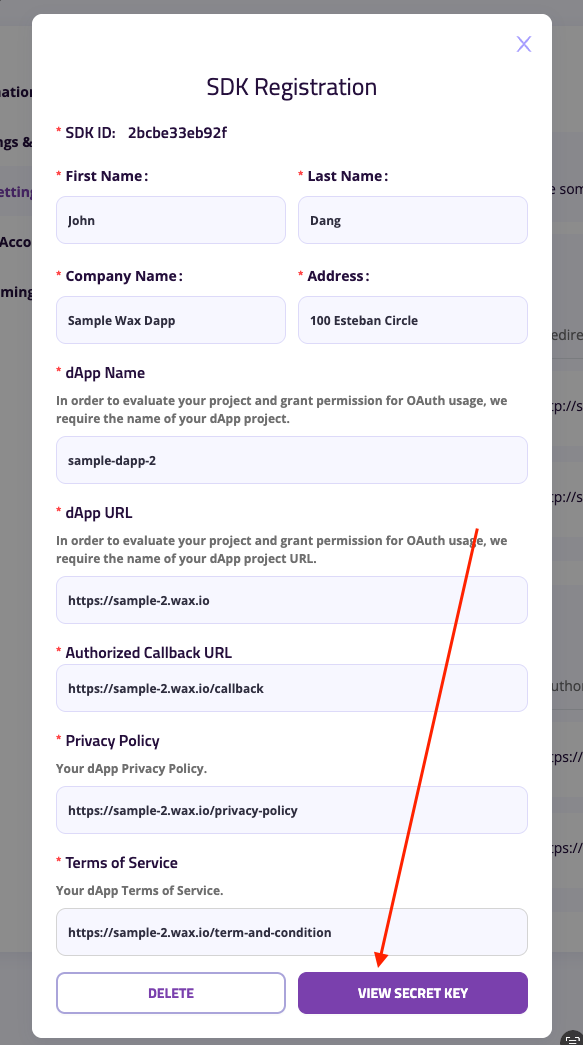 SDK Registration
* SDK ID: 2bcbe33eb92f
* First Name:
* Last Name:
John
Dang
* Company Name:
* Address:
Sample Wax Dapp
100 Esteban Circle
* dApp Name
In order to evaluate your project and grant permission for OAuth usage, we
require the name of your dApp project.
sample-dapp-2
* dApp URL
In order to evaluate your project and grant permission for OAuth usage, we
require the name of your dApp project URL.
https://sample-2.wax.io
* Authorized Callback URL
https://sample-2.wax.io/callback
* Privacy Policy
Your dApp Privacy Policy.
https://sample-2.wax.io/privacy-policy
* Terms of Service
Your dApp Terms of Service.
https://sample-2.wax.io/term-and-condition
DELETE
VIEW SECRET KEY